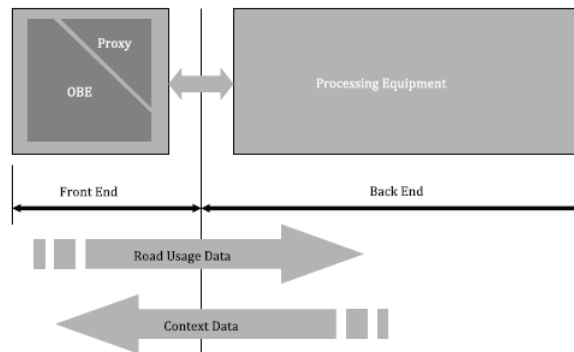 Proxy
OBE
Processing Equipment
Front End
Back End
Road Usage Data
Context Data